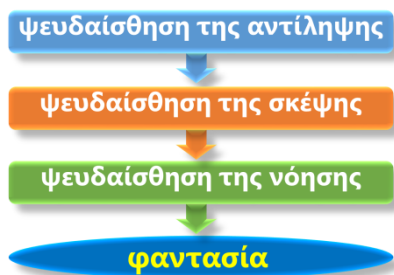 ψευδαίσθηση της αντίληψης
ψευδαίσθηση της σκέψης
ψευδαίσθηση της νόησης
φαντασία